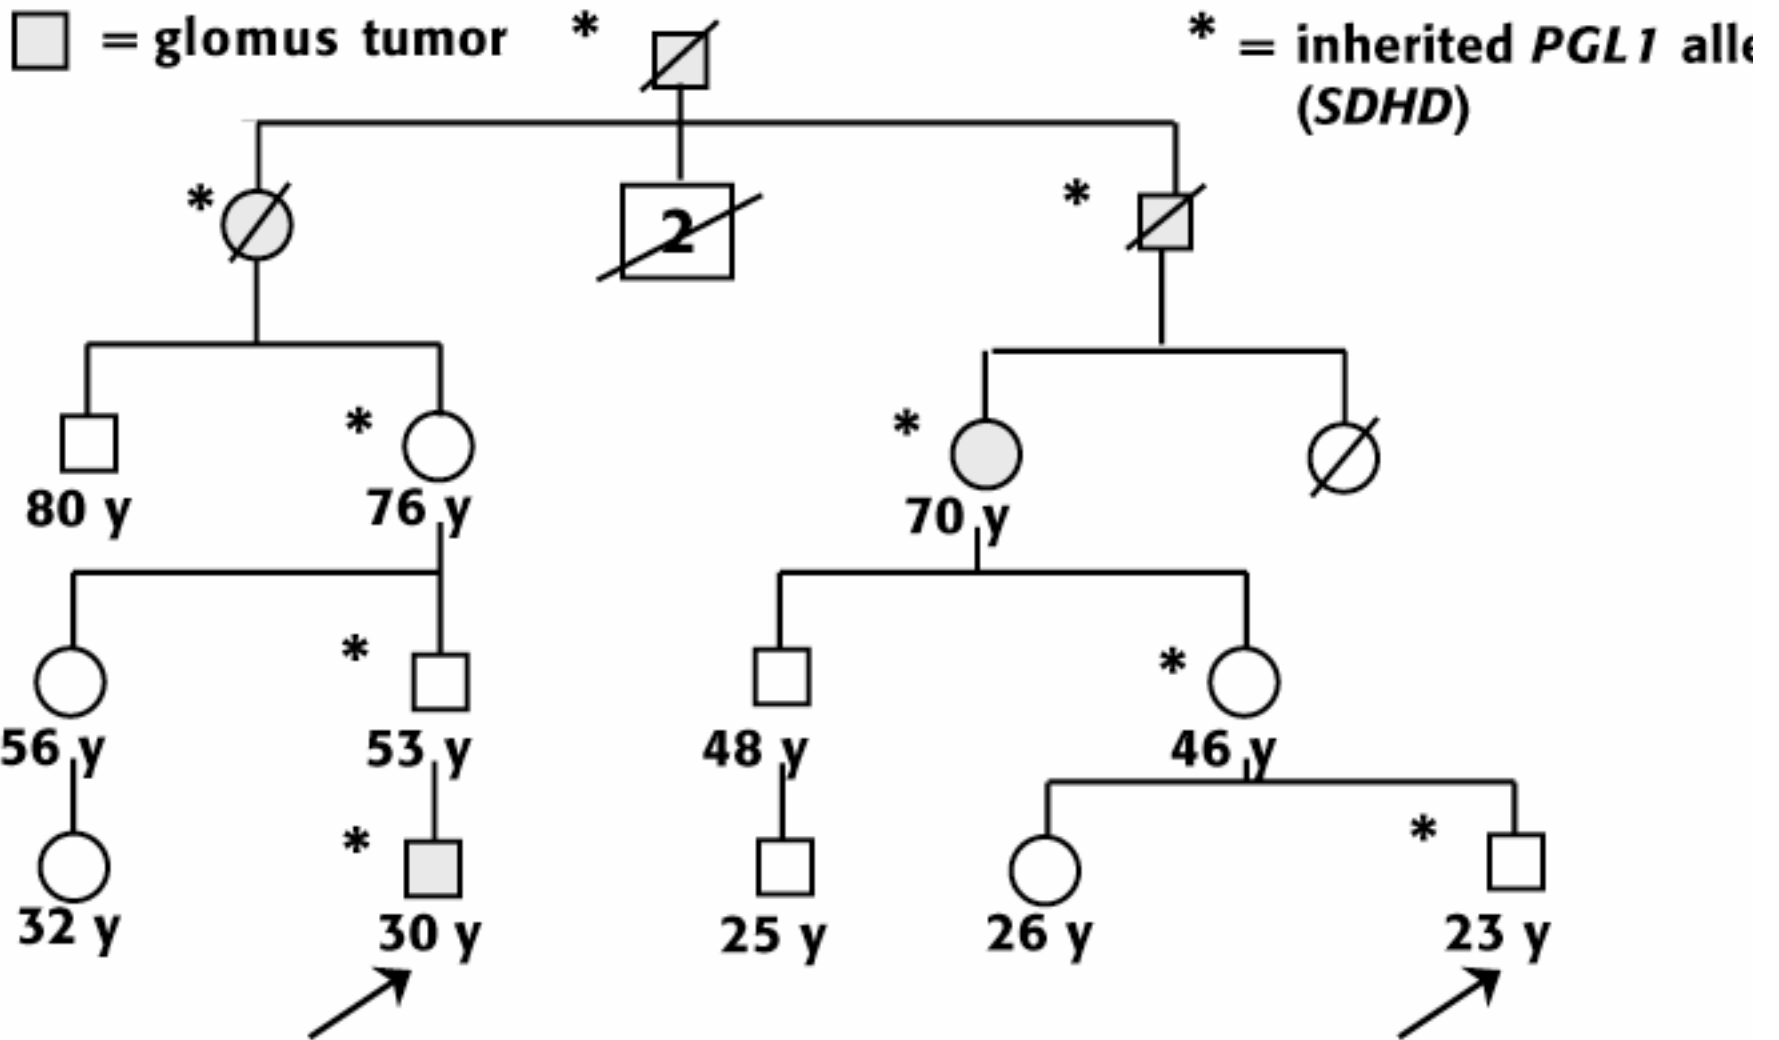 = glomus tumor
*
* = inherited PGL1
(SDHD)
*
2
*
*
*
80 y
76 y
70 y
*
*
56 y
53 y
48 y
46 y
*
*
32 y
30 y
25 y
26 y
23 y